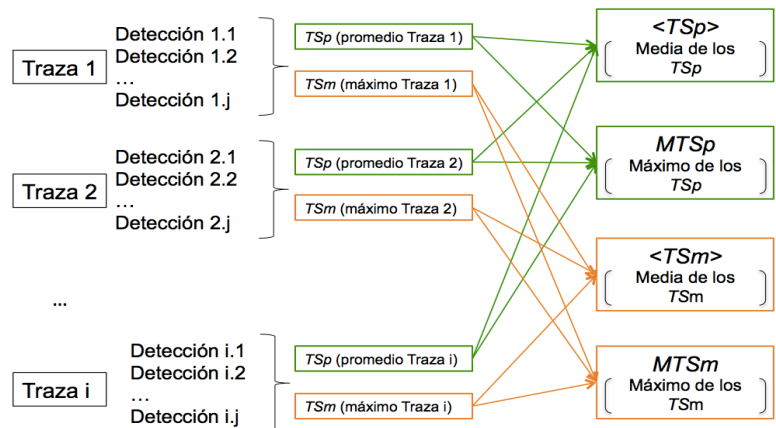 Traza 1
Detección 1.1
Detección 1.2
...
Detección 1.j
TSp (promedio Traza 1)
TSm (máximo Traza 1)
Traza 2
Detección 2.1
Detección 2.2
...
Detección 2.j
TSp (promedio Traza 2)
TSm (máximo Traza 2)
...
Traza i
Detección i.1
Detección i.2
...
Detección i.j
TSp (promedio Traza i)
TSm (máximo Traza i)
<TSp>
Media de los
TSp
MTSp
Máximo de los
TSp
<TSm>
Media de los
TSm
MTSm
Máximo de los
TSm